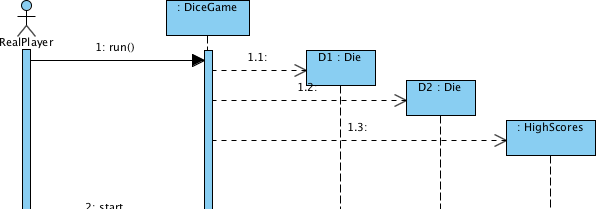 : DiceGame
RealPlayer
1: run()
1.1:
D1 : Die
1.2:
D2 : Die
1.3:
: HighScores
2: start